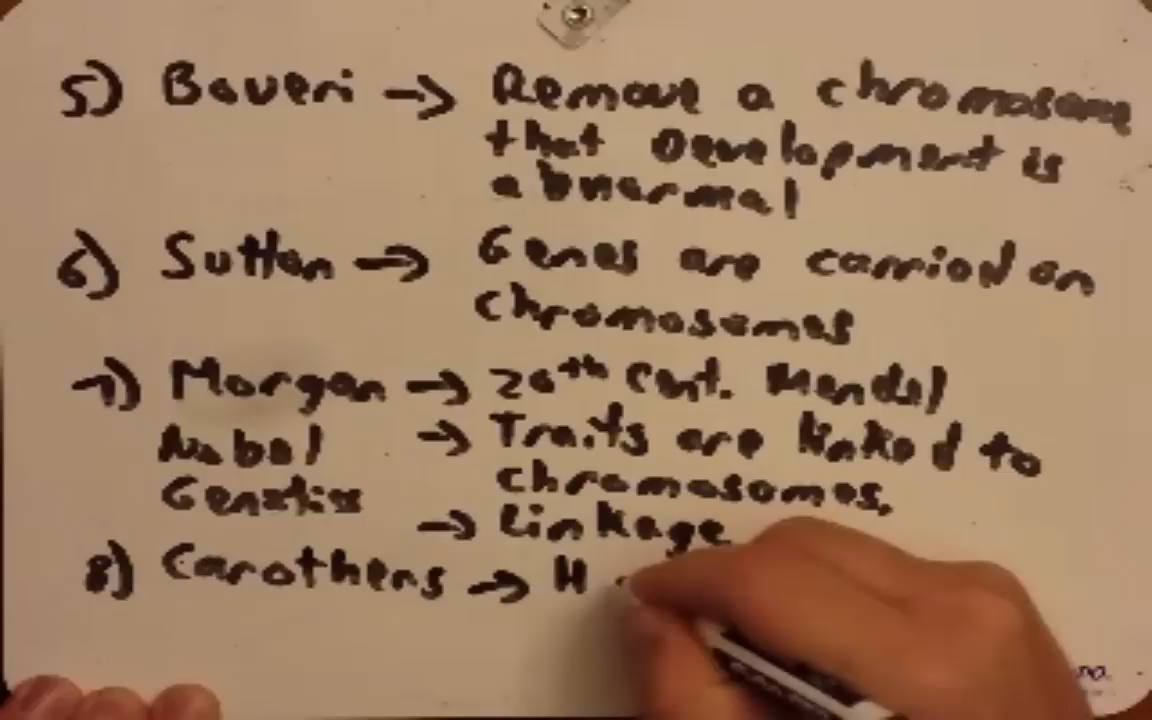 5) Baveri → Remove a chromosome
that Development is
abnormal
6) Sutton → Genes are carried on
chromosomes
7) Morgan → 20th Cent. Mendel
Nobel → Traits are linked to
Genetics chromosomes.
→ Linkage
8) Carothers → H